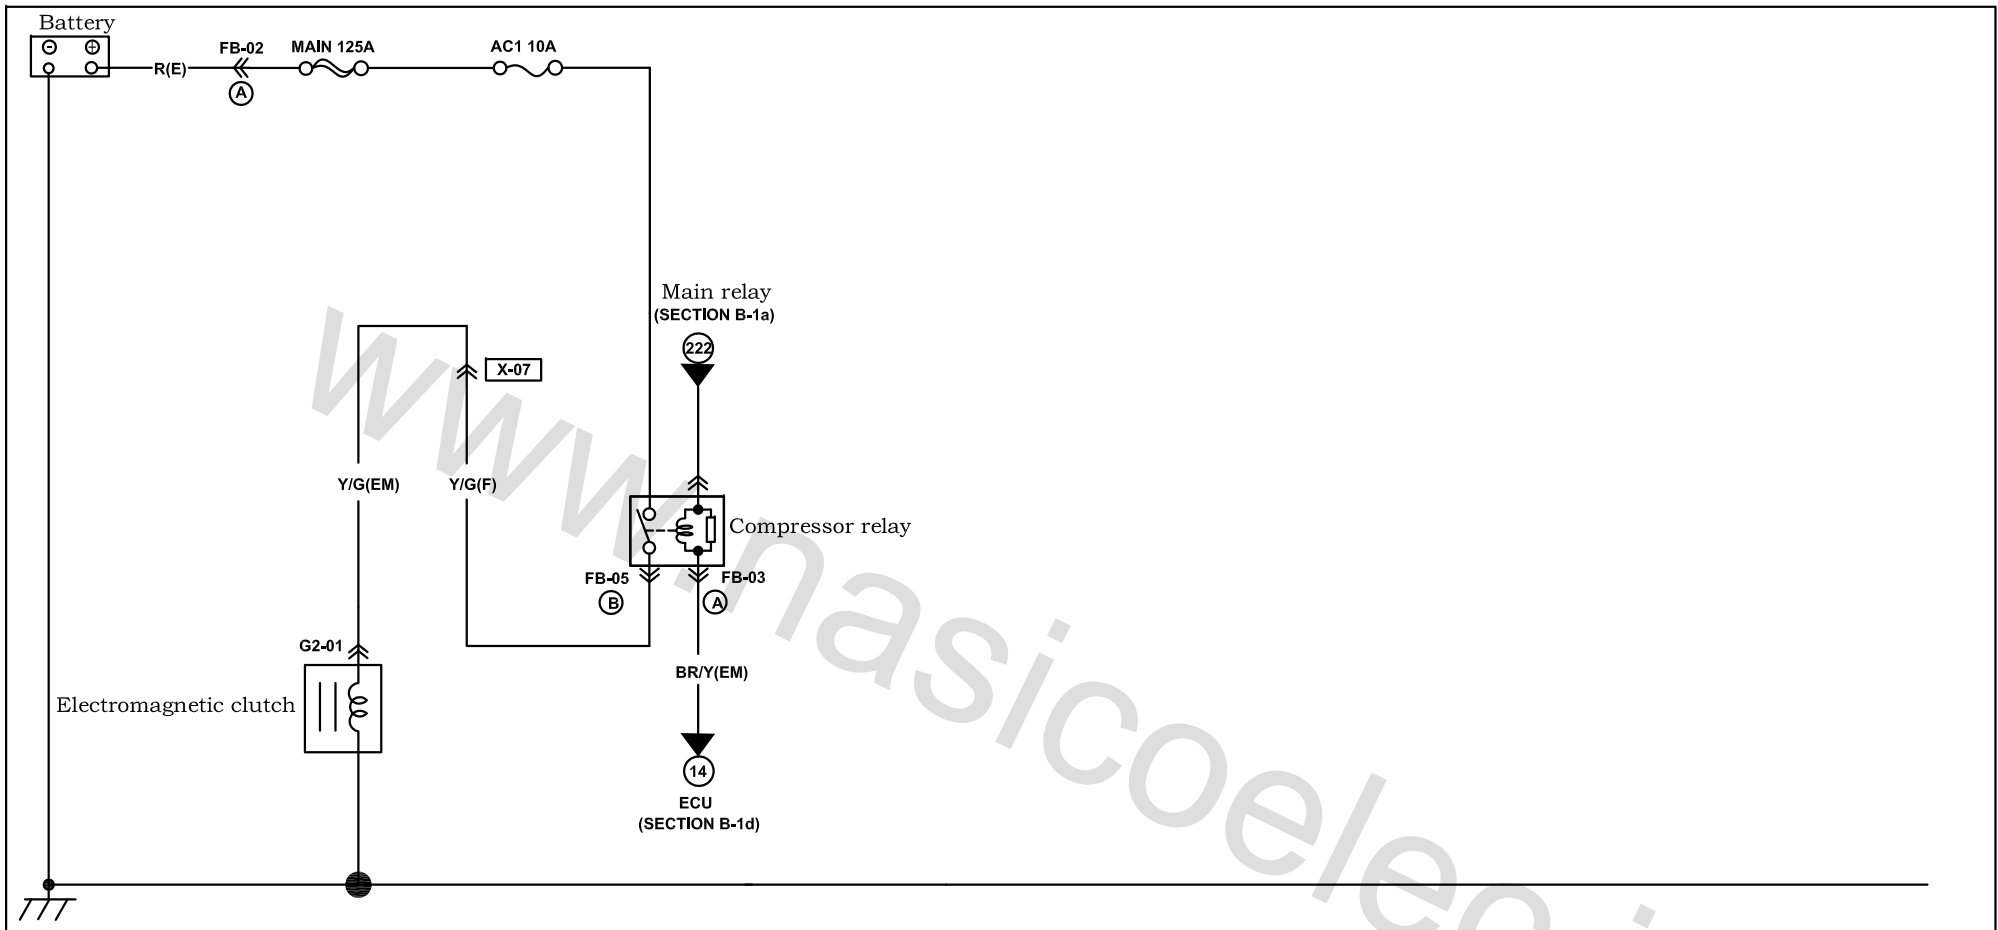 Battery
FB-02 MAIN 125A AC1 10A
R(E)
A
Main relay
(SECTION B-1a)
222
X-07
Y/G(EM) Y/G(F)
Compressor relay
FB-05 FB-03
B A
G2-01
BR/Y(EM)
Electromagnetic clutch
14
ECU
(SECTION B-1d)
www.nasicoelec.i